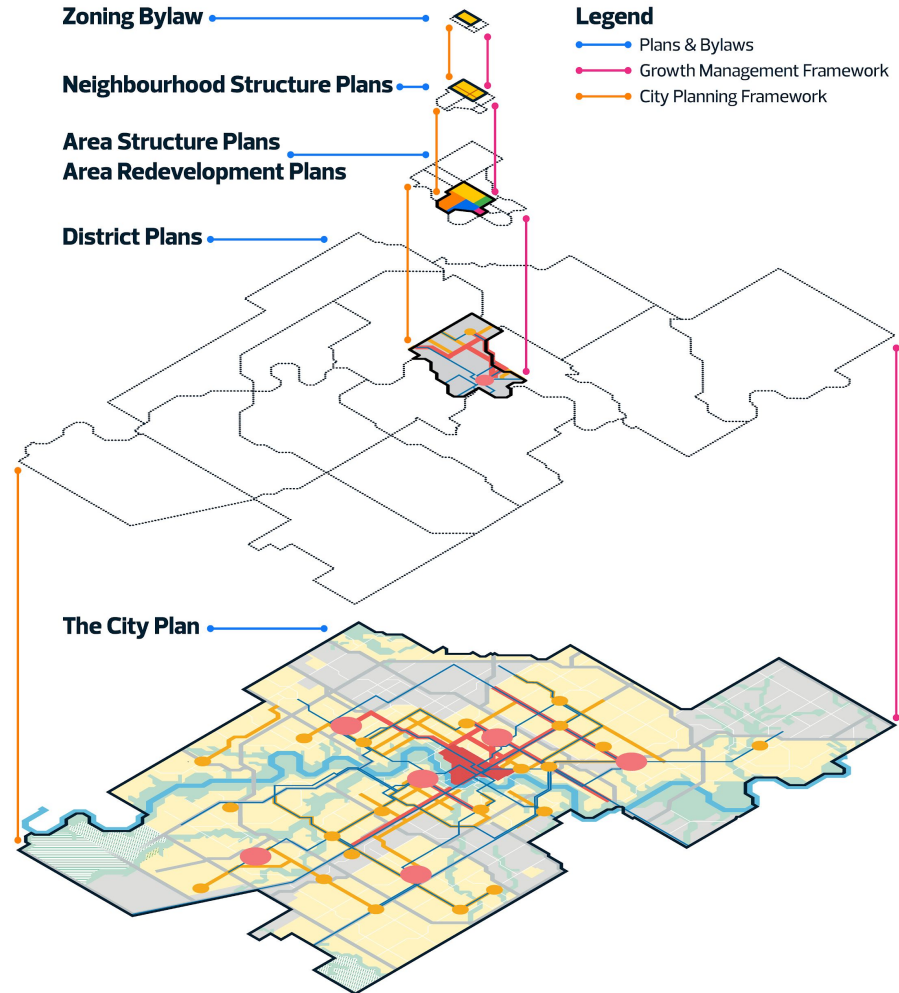 Zoning Bylaw
Neighbourhood Structure Plans
Area Structure Plans
Area Redevelopment Plans
District Plans
The City Plan
Legend
Plans & Bylaws
Growth Management Framework
City Planning Framework